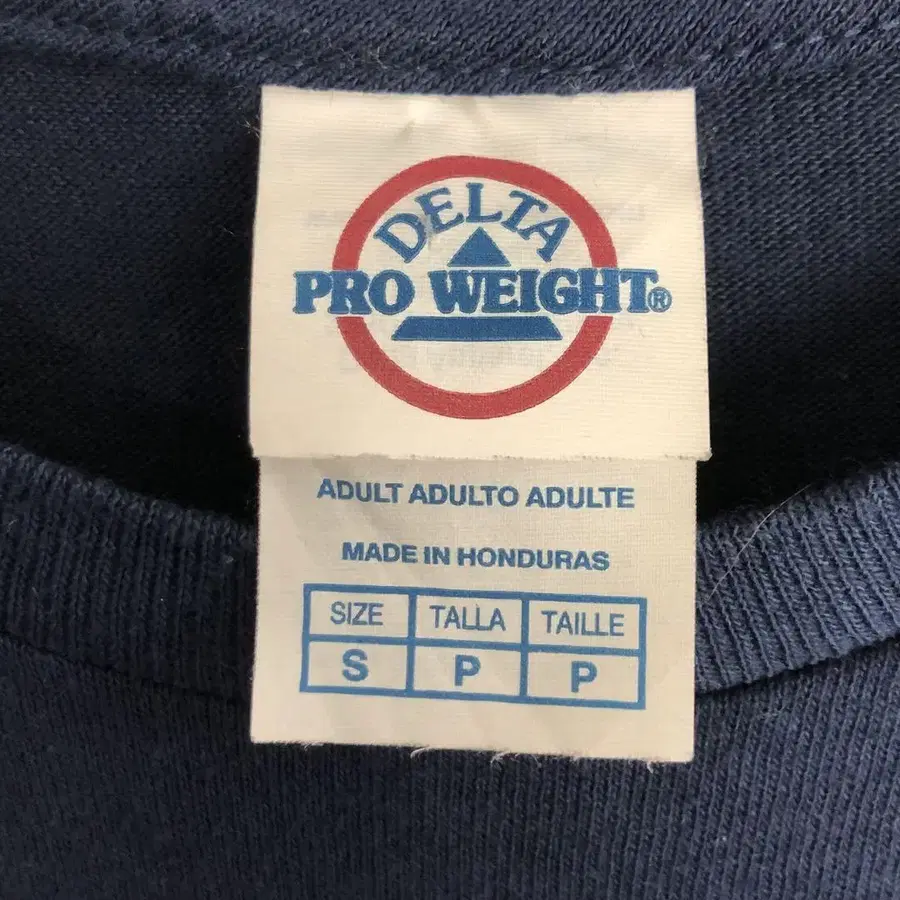 DELTA
PRO WEIGHT®
ADULT ADULTO ADULTE
MADE IN HONDURAS
SIZE TALLA TAILLE
S P P